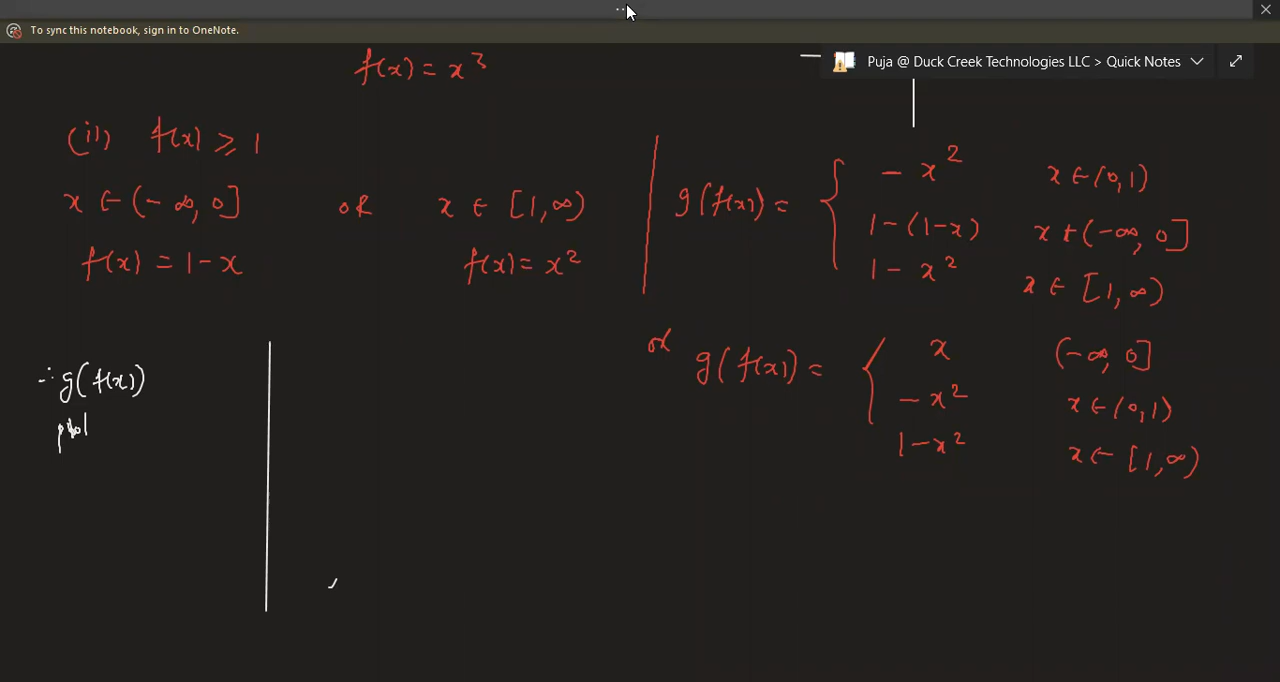 To sync this notebook, sign in to OneNote.
Puja @ Duck Creek Technologies LLC > Quick Notes
f(x) = x³
(ii) f(x) ⩾ 1
x ∈ (-∞, 0] or x ∈ [1, ∞)
f(x) = 1-x f(x) = x²
g(f(x)) = { -x² x ∈ (0,1)
1-(1-x) x ∈ (-∞, 0]
1-x² x ∈ [1, ∞)
or g(f(x)) = { x (-∞, 0]
-x² x ∈ (0,1)
1-x² x ∈ [1, ∞)
∴ g(f(x))